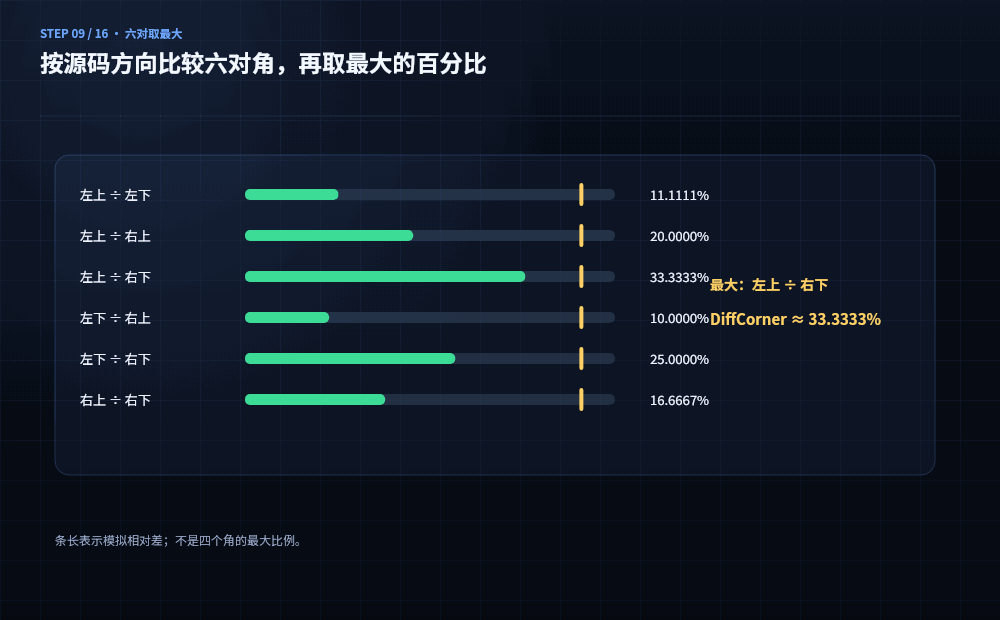 STEP 09 / 16 • 六对取最大
按源码方向比较六对角，再取最大的百分比
左上 ÷ 左下 11.1111%
左上 ÷ 右上 20.0000%
左上 ÷ 右下 33.3333%
最大：左上 ÷ 右下
左下 ÷ 右上 10.0000%
DiffCorner ≈ 33.3333%
左下 ÷ 右下 25.0000%
右上 ÷ 右下 16.6667%
条长表示模拟相对差；不是四个角的最大比例。